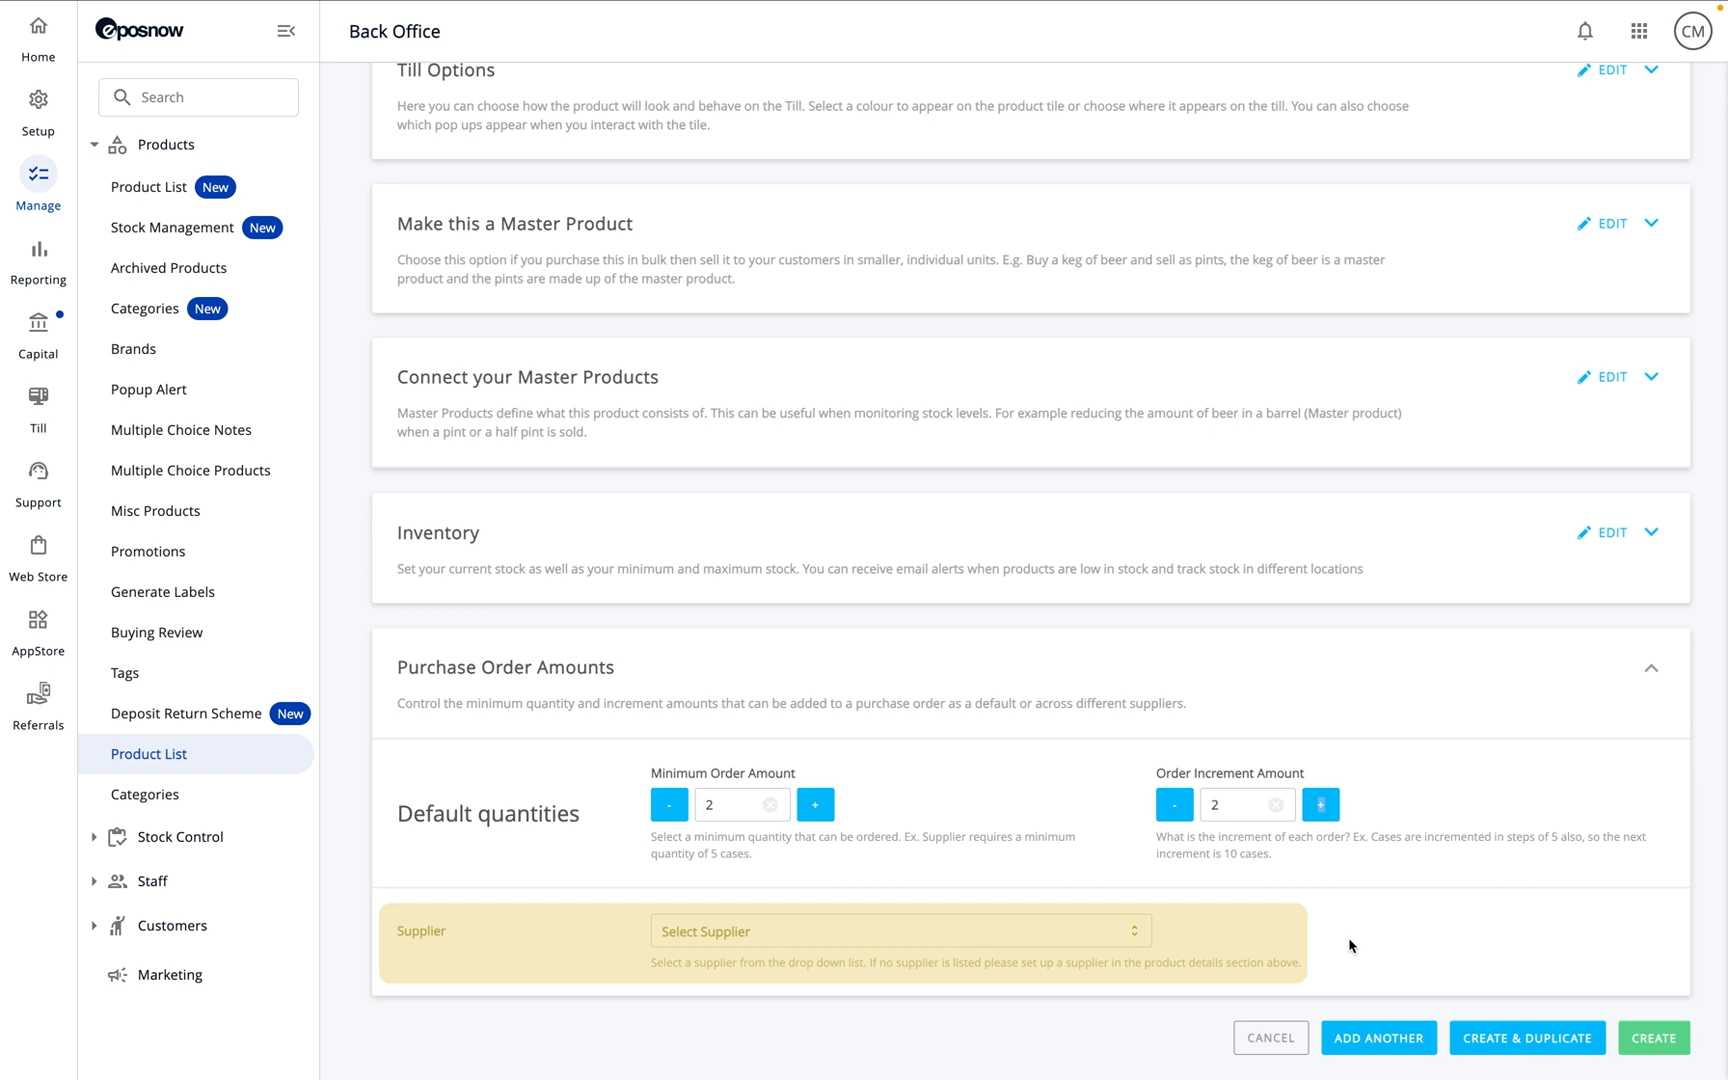 Home
Setup
Manage
Reporting
Capital
Till
Support
Web Store
AppStore
Referrals
eposnow
Search
Products
Product List New
Stock Management New
Archived Products
Categories New
Brands
Popup Alert
Multiple Choice Notes
Multiple Choice Products
Misc Products
Promotions
Generate Labels
Buying Review
Tags
Deposit Return Scheme New
Product List
Categories
Stock Control
Staff
Customers
Marketing
Back Office
CM
Till Options
EDIT
Here you can choose how the product will look and behave on the Till. Select a colour to appear on the product tile or choose where it appears on the till. You can also choose
which pop ups appear when you interact with the tile.
Make this a Master Product
EDIT
Choose this option if you purchase this in bulk then sell it to your customers in smaller, individual units. E.g. Buy a keg of beer and sell as pints, the keg of beer is a master
product and the pints are made up of the master product.
Connect your Master Products
EDIT
Master Products define what this product consists of. This can be useful when monitoring stock levels. For example reducing the amount of beer in a barrel (Master product)
when a pint or a half pint is sold.
Inventory
EDIT
Set your current stock as well as your minimum and maximum stock. You can receive email alerts when products are low in stock and track stock in different locations
Purchase Order Amounts
Control the minimum quantity and increment amounts that can be added to a purchase order as a default or across different suppliers.
Default quantities
Minimum Order Amount
- 2 +
Select a minimum quantity that can be ordered. Ex. Supplier requires a minimum
quantity of 5 cases.
Order Increment Amount
- 2 +
What is the increment of each order? Ex. Cases are incremented in steps of 5 also, so the next
increment is 10 cases.
Supplier
Select Supplier
Select a supplier from the drop down list. If no supplier is listed please set up a supplier in the product details section above.
CANCEL
ADD ANOTHER
CREATE & DUPLICATE
CREATE